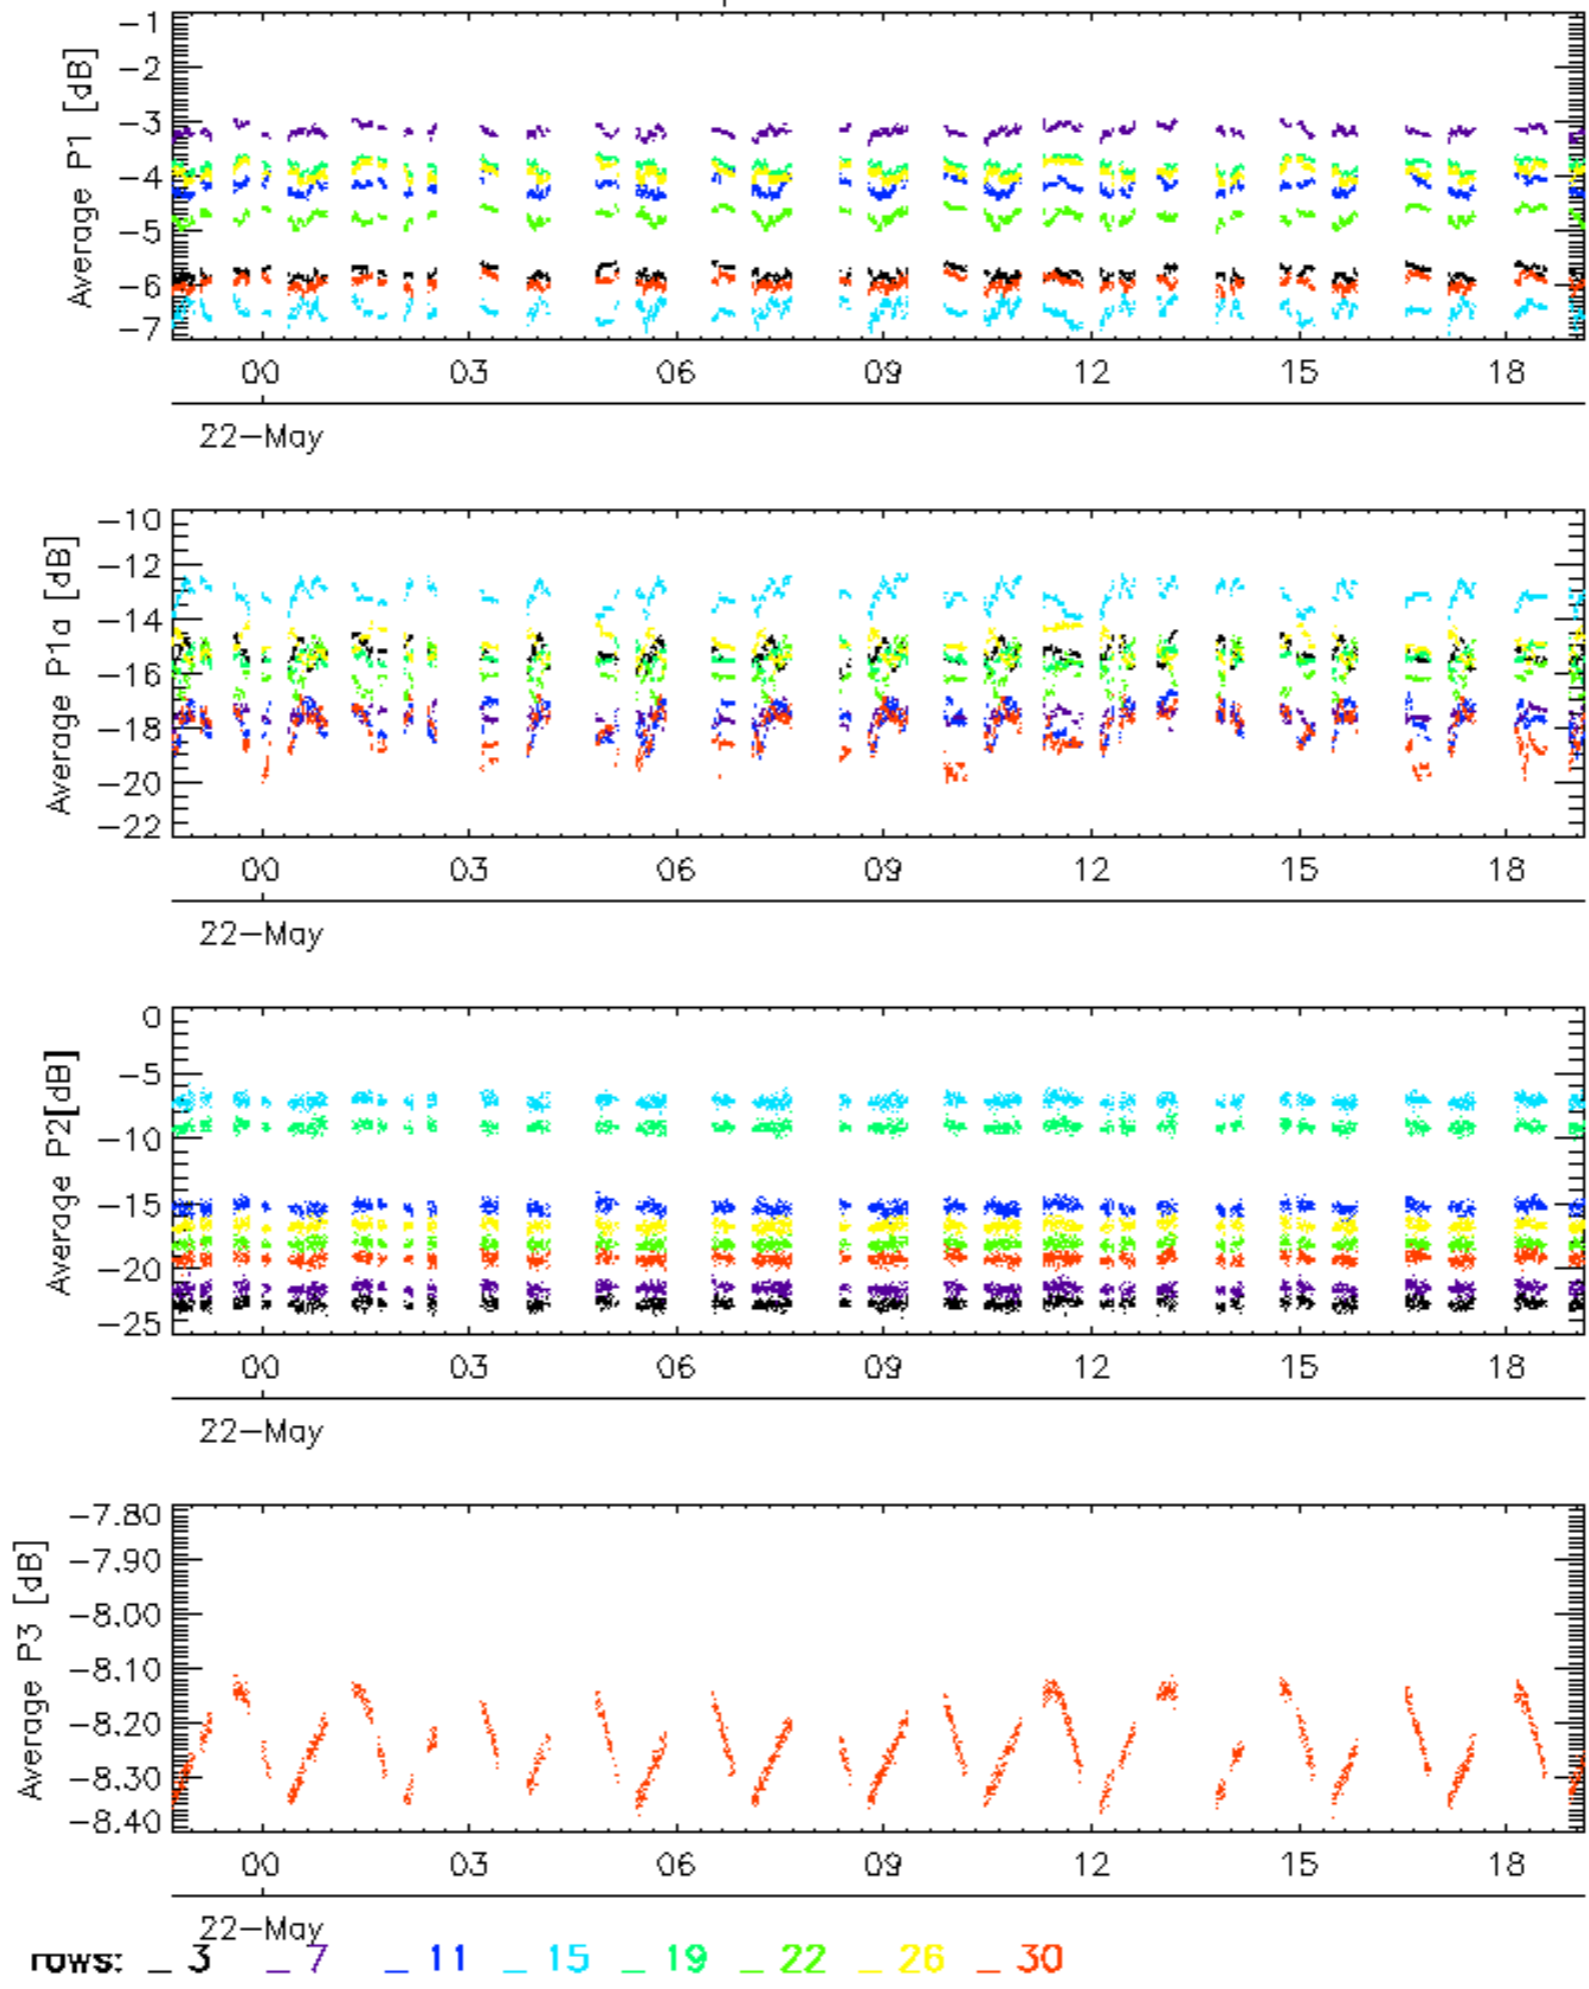 Average P1 [dB]
-1
-2
-3
-4
-5
-6
-7
00 03 06 09 12 15 18
22-May
Average P1a [dB]
-10
-12
-14
-16
-18
-20
-22
00 03 06 09 12 15 18
22-May
Average P2[dB]
0
-5
-10
-15
-20
-25
00 03 06 09 12 15 18
22-May
Average P3 [dB]
-7.80
-7.90
-8.00
-8.10
-8.20
-8.30
-8.40
00 03 06 09 12 15 18
22-May
rows: _ 3 _ 7 _ 11 _ 15 _ 19 _ 22 _ 26 _ 30